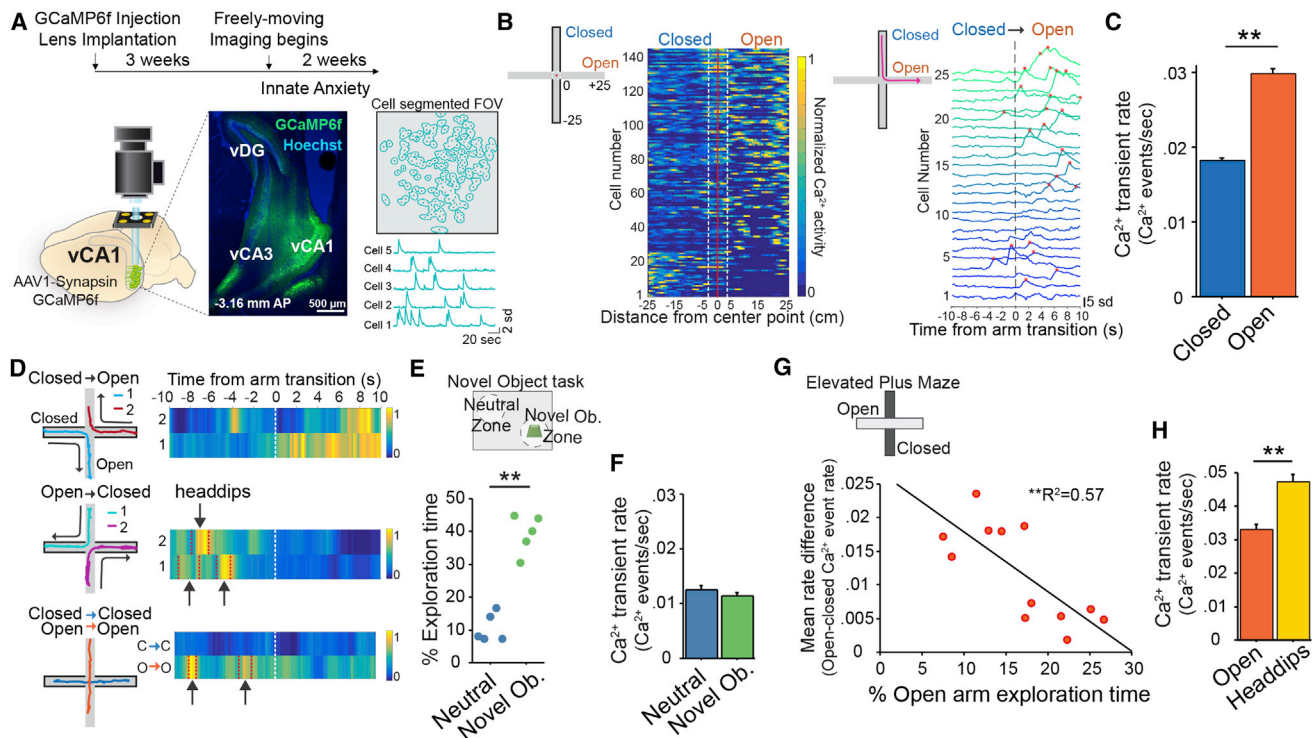 A
GCaMP6f Injection
Lens Implantation
Freely-moving
Imaging begins
3 weeks
2 weeks
Innate Anxiety
vCA1
AAV1-Synapsin
GCaMP6f
GCaMP6f
Hoechst
vDG
vCA3
vCA1
-3.16 mm AP
500 µm
Cell segmented FOV
Cell 5
Cell 4
Cell 3
Cell 2
Cell 1
2 sd
20 sec
B
Closed
Open
0
+25
-25
Closed
Open
Cell number
140
120
100
80
60
40
20
1
-25
-15
-5
0
5
15
25
Distance from center point (cm)
1
0
Normalized Ca²⁺ activity
Closed
Open
Closed → Open
Cell Number
25
20
15
10
5
1
5 sd
-10 -8 -6 -4 -2 0 2 4 6 8 10
Time from arm transition (s)
C
**
Ca²⁺ transient rate
(Ca²⁺ events/sec)
.03
.02
.01
0
Closed
Open
D
Closed → Open
1
2
Closed
Open
Time from arm transition (s)
-10 -8 -6 -4 -2 0 2 4 6 8 10
2
1
1
0
Open → Closed
1
2
headdips
2
1
1
0
Closed → Closed
Open → Open
C → C
O → O
1
0
E
Novel Object task
Neutral
Zone
Novel Ob.
Zone
**
% Exploration time
50
40
30
20
10
0
Neutral
Novel Ob.
F
Ca²⁺ transient rate
(Ca²⁺ events/sec)
.03
.02
.01
0
Neutral
Novel Ob.
G
Elevated Plus Maze
Open
Closed
**R²=0.57
Mean rate difference
(Open-closed Ca²⁺ event rate)
.025
.02
0.015
0.01
0.005
0
0 5 10 15 20 25 30
% Open arm exploration time
H
**
Ca²⁺ transient rate
(Ca²⁺ events/sec)
.05
.04
.03
.02
.01
0
Open
Headdips